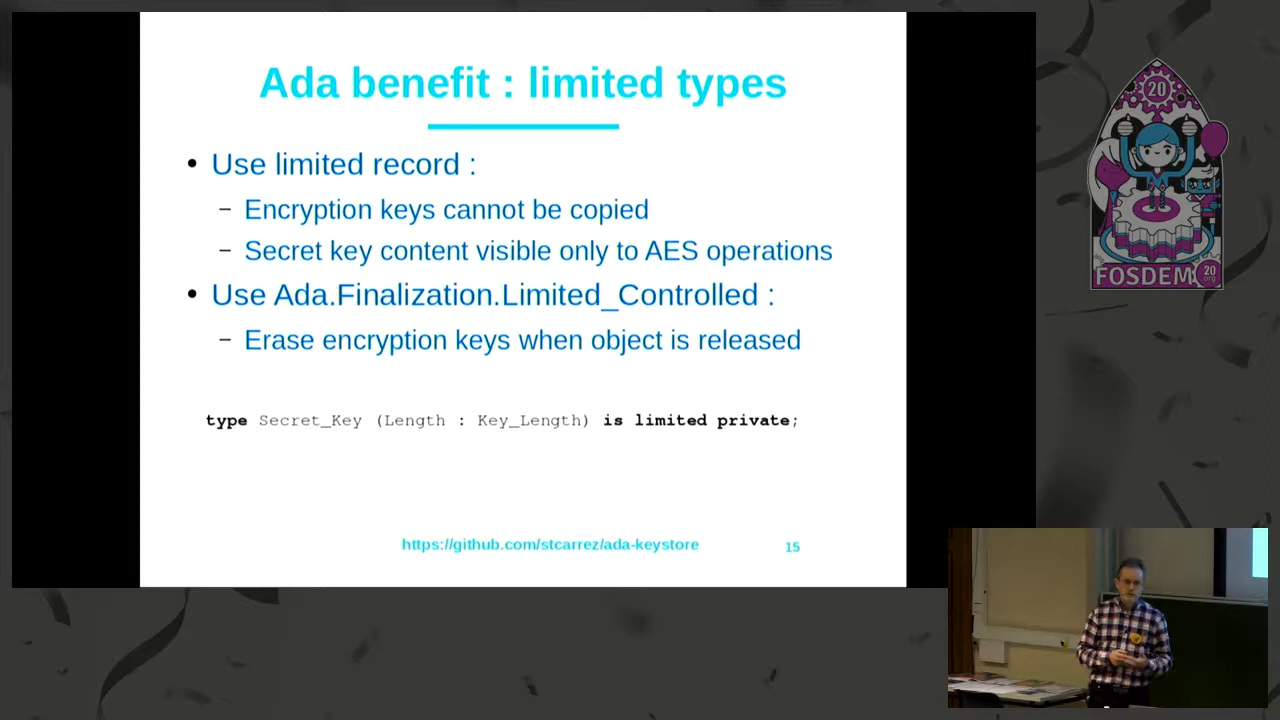 Ada benefit : limited types
• Use limited record :
– Encryption keys cannot be copied
– Secret key content visible only to AES operations
• Use Ada.Finalization.Limited_Controlled :
– Erase encryption keys when object is released
type Secret_Key (Length : Key_Length) is limited private;
https://github.com/stcarrez/ada-keystore
15
20
FOSDEM
20
.org